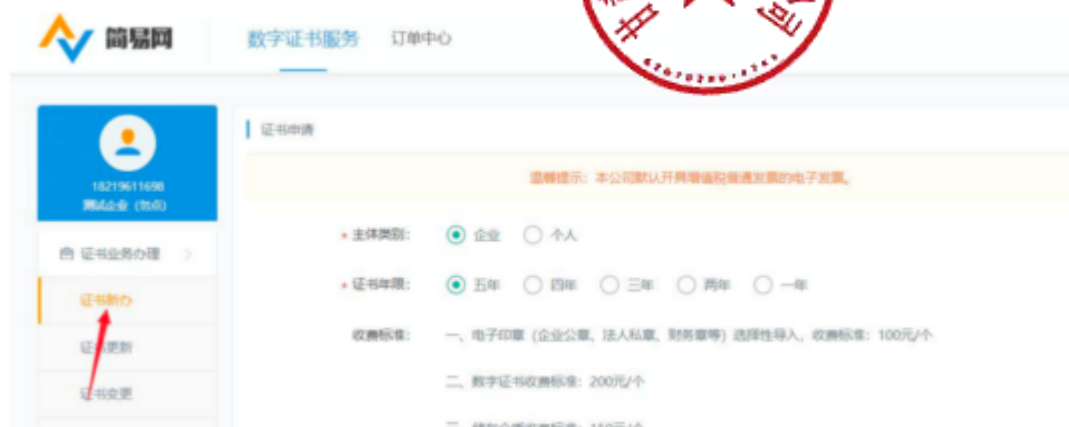 简易网 数字证书服务 订单中心
证书申请
温馨提示：本公司默认开具增值税普通发票的电子发票。
18219611698
测试企业（勿点）
证书业务办理
证书新办
证书更新
证书变更
* 主体类别： 企业 个人
* 证书年限： 五年 四年 三年 两年 一年
收费标准： 一、电子印章（企业公章、法人私章、财务章等）选择性导入，收费标准：100元/个
二、数字证书收费标准：200元/个